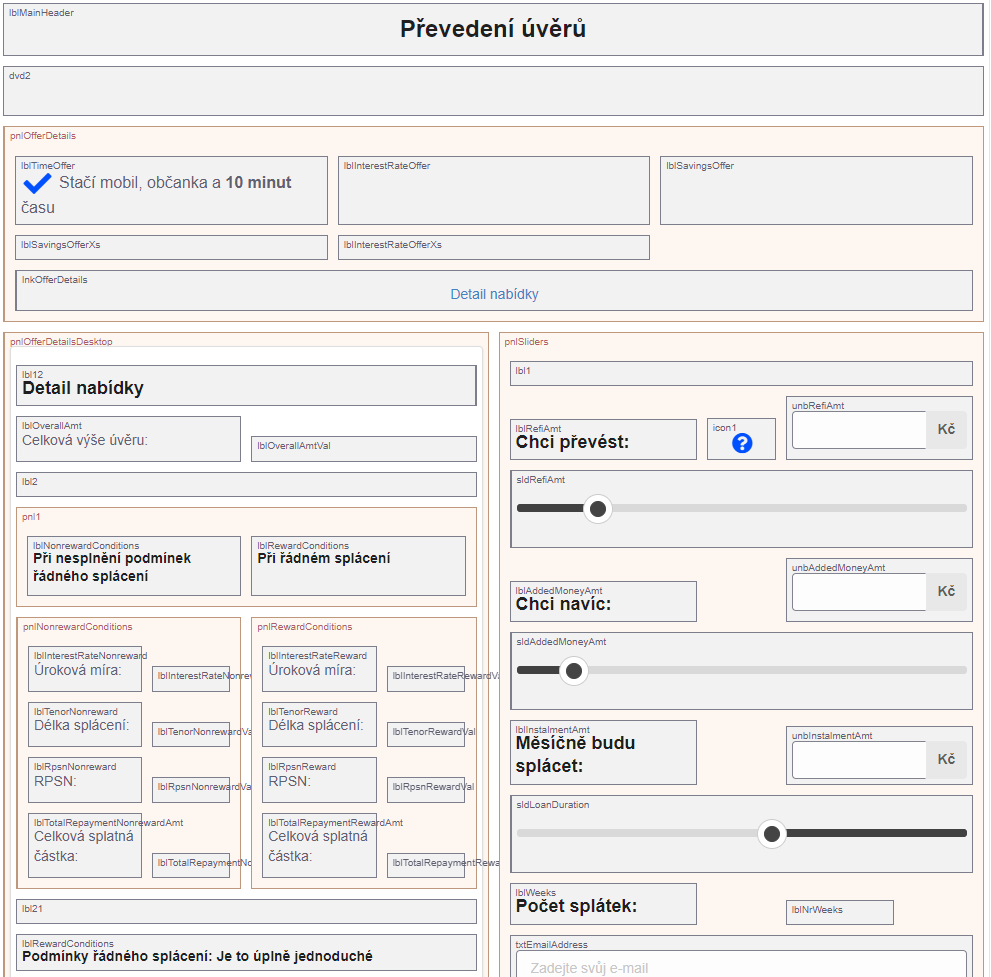 lblMainHeader
Převedení úvěrů
dvd2
pnlOfferDetails
lblTimeOffer
Stačí mobil, občanka a 10 minut
času
lblInterestRateOffer
lblSavingsOffer
lblSavingsOfferXs
lblInterestRateOfferXs
lnkOfferDetails
Detail nabídky
pnlOfferDetailsDesktop
lbl12
Detail nabídky
lblOverallAmt
Celková výše úvěru:
lblOverallAmtVal
lbl2
pnl1
lblNonrewardConditions
Při nesplnění podmínek
řádného splácení
lblRewardConditions
Při řádném splácení
pnlNonrewardConditions
lblInterestRateNonreward
Úroková míra:
lblInterestRateNonrew
lblTenorNonreward
Délka splácení:
lblTenorNonrewardVa
lblRpsnNonreward
RPSN:
lblRpsnNonrewardVa
lblTotalRepaymentNonrewardAmt
Celková splatná
částka:
lblTotalRepaymentNo
pnlRewardConditions
lblInterestRateReward
Úroková míra:
lblInterestRateRewardVa
lblTenorReward
Délka splácení:
lblTenorRewardVal
lblRpsnReward
RPSN:
lblRpsnRewardVal
lblTotalRepaymentRewardAmt
Celková splatná
částka:
lblTotalRepaymentRewa
lbl21
lblRewardConditions
Podmínky řádného splácení: Je to úplně jednoduché
pnlSliders
lbl1
lblRefiAmt
Chci převést:
icon1
?
unbRefiAmt
Kč
sldRefiAmt
lblAddedMoneyAmt
Chci navíc:
unbAddedMoneyAmt
Kč
sldAddedMoneyAmt
lblInstalmentAmt
Měsíčně budu
splácet:
unbInstalmentAmt
Kč
sldLoanDuration
lblWeeks
Počet splátek:
lblNrWeeks
txtEmailAddress
Zadejte svůj e-mail